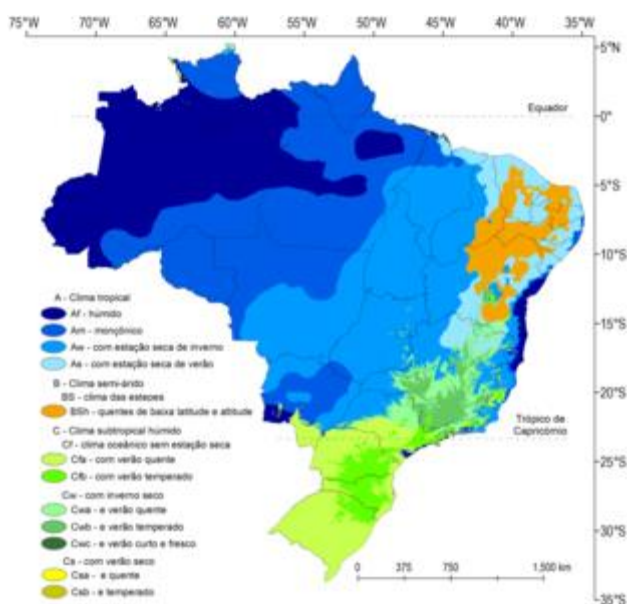 75°W 70°W 65°W 60°W 55°W 50°W 45°W 40°W 35°W
5°N
Equador
0°
5°S
10°S
A - Clima tropical
Af - húmido
Am - monçónico
Aw - com estação seca de inverno
As - com estação seca de verão
15°S
B - Clima semi-árido
BS - clima das estepes
BSh - quentes de baixa latitude e altitude
20°S
C - Clima subtropical húmido
Cf - clima oceânico sem estação seca
Trópico de
Capricórnio
Cfa - com verão quente
Cfb - com verão temperado
25°S
Cw - com inverno seco
Cwa - e verão quente
Cwb - e verão temperado
Cwc - e verão curto e fresco
30°S
Cs - com verão seco
Csa - e quente
Csb - e temperado
0 375 750 1,500 km
35°S